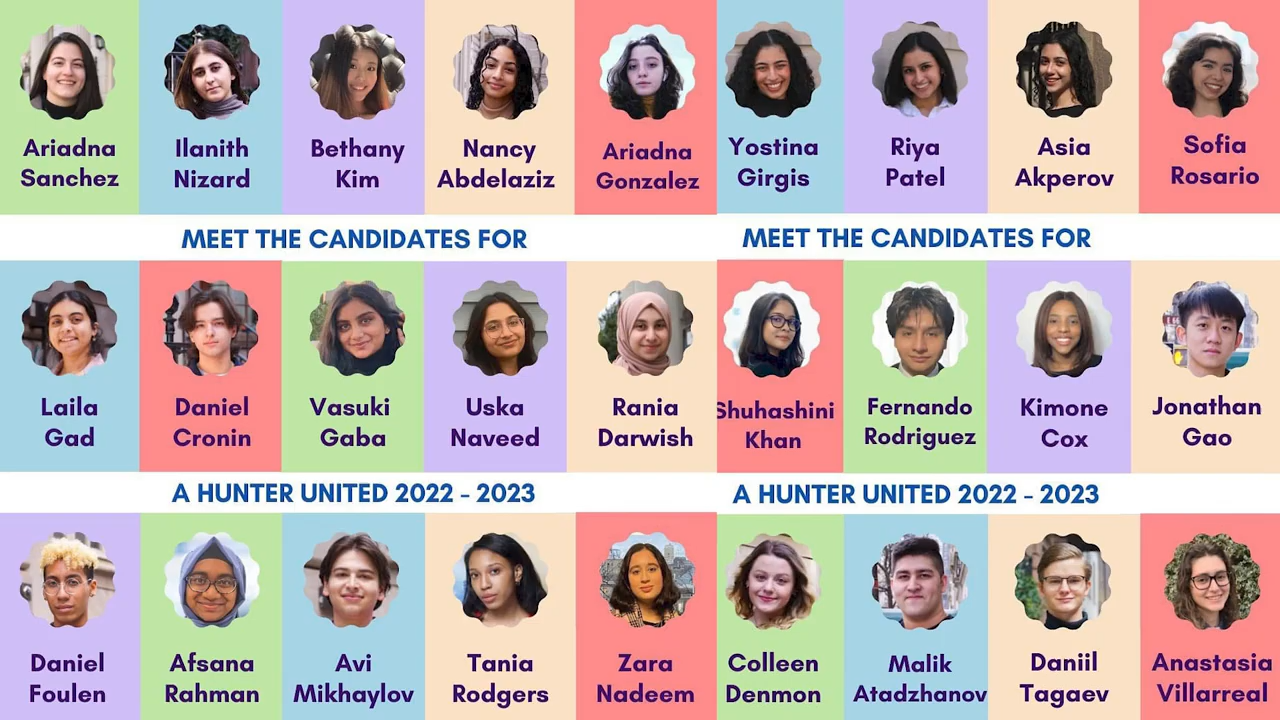 Ariadna Sanchez
Ilanith Nizard
Bethany Kim
Nancy Abdelaziz
Ariadna Gonzalez
Yostina Girgis
Riya Patel
Asia Akperov
Sofia Rosario
MEET THE CANDIDATES FOR
MEET THE CANDIDATES FOR
Laila Gad
Daniel Cronin
Vasuki Gaba
Uska Naveed
Rania Darwish
Shuhashini Khan
Fernando Rodriguez
Kimone Cox
Jonathan Gao
A HUNTER UNITED 2022 - 2023
A HUNTER UNITED 2022 - 2023
Daniel Foulen
Afsana Rahman
Avi Mikhaylov
Tania Rodgers
Zara Nadeem
Colleen Denmon
Malik Atadzhanov
Daniil Tagaev
Anastasia Villarreal